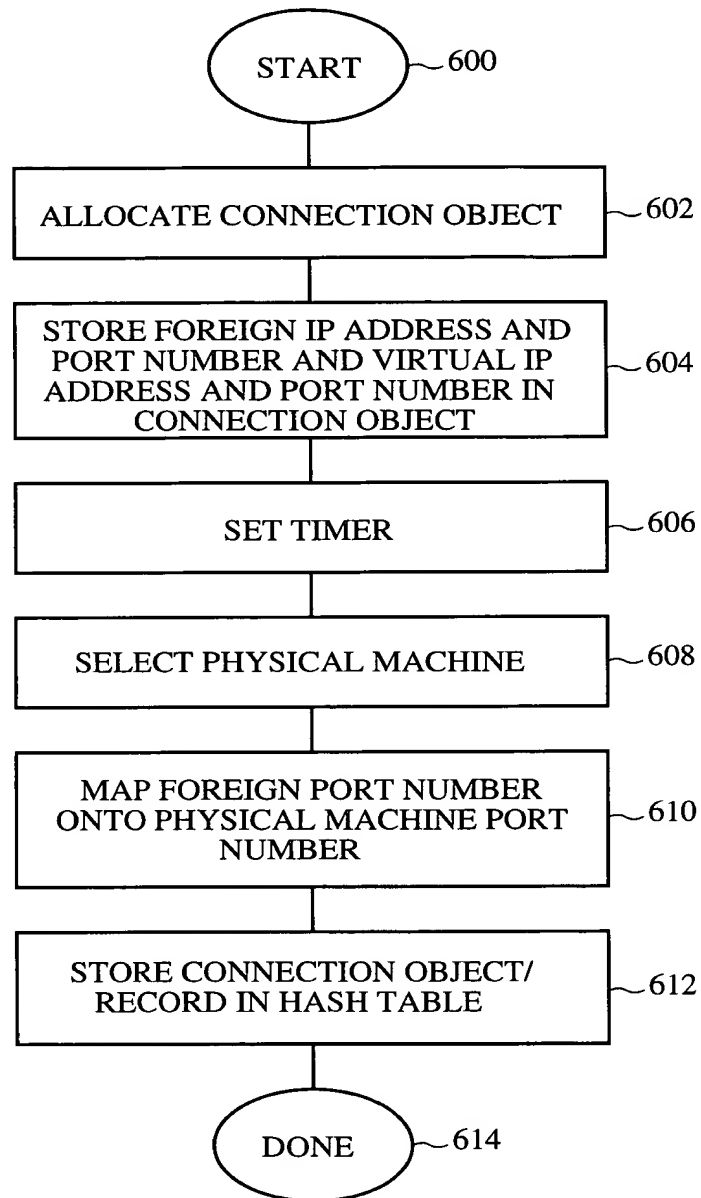 START
600
ALLOCATE CONNECTION OBJECT
602
STORE FOREIGN IP ADDRESS AND
PORT NUMBER AND VIRTUAL IP
ADDRESS AND PORT NUMBER IN
CONNECTION OBJECT
604
SET TIMER
606
SELECT PHYSICAL MACHINE
608
MAP FOREIGN PORT NUMBER
ONTO PHYSICAL MACHINE PORT
NUMBER
610
STORE CONNECTION OBJECT/
RECORD IN HASH TABLE
612
DONE
614